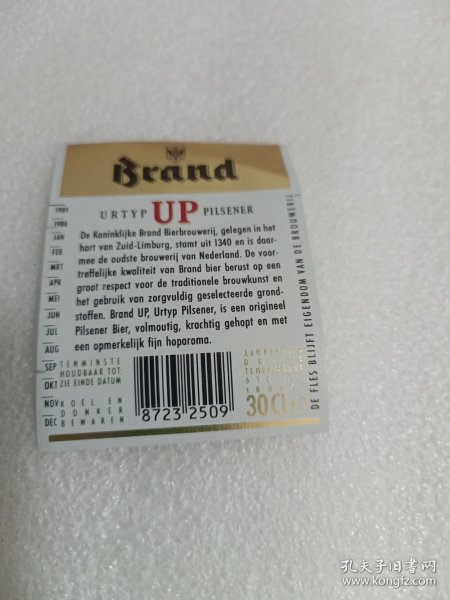 Brand
URTYP UP PILSENER
De Koninklijke Brand Bierbrouwerij, gelegen in het
hart van Zuid-Limburg, stamt uit 1340 en is daar-
mee de oudste brouwerij van Nederland. De voor-
treffelijke kwaliteit van Brand bier berust op een
groot respect voor de traditionele brouwkunst en
het gebruik van zorgvuldig geselecteerde grond-
stoffen. Brand UP, Urtyp Pilsener, is een origineel
Pilsener Bier, volmoutig, krachtig gehopt en met
een opmerkelijk fijn hoparoma.
1989
1988
JAN
FEB
MRT
APR
MEI
JUN
JUL
AUG
SEP
OKT
NOV
DEC
TENMINSTE
HOUDBAAR TOT:
ZIE EINDE DATUM
KOEL EN
DONKER
BEWAREN
8723 2509
30CL
DE FLES BLIJFT EIGENDOM VAN DE BROUWERIJ
孔夫子旧书网
www.kongfz.com